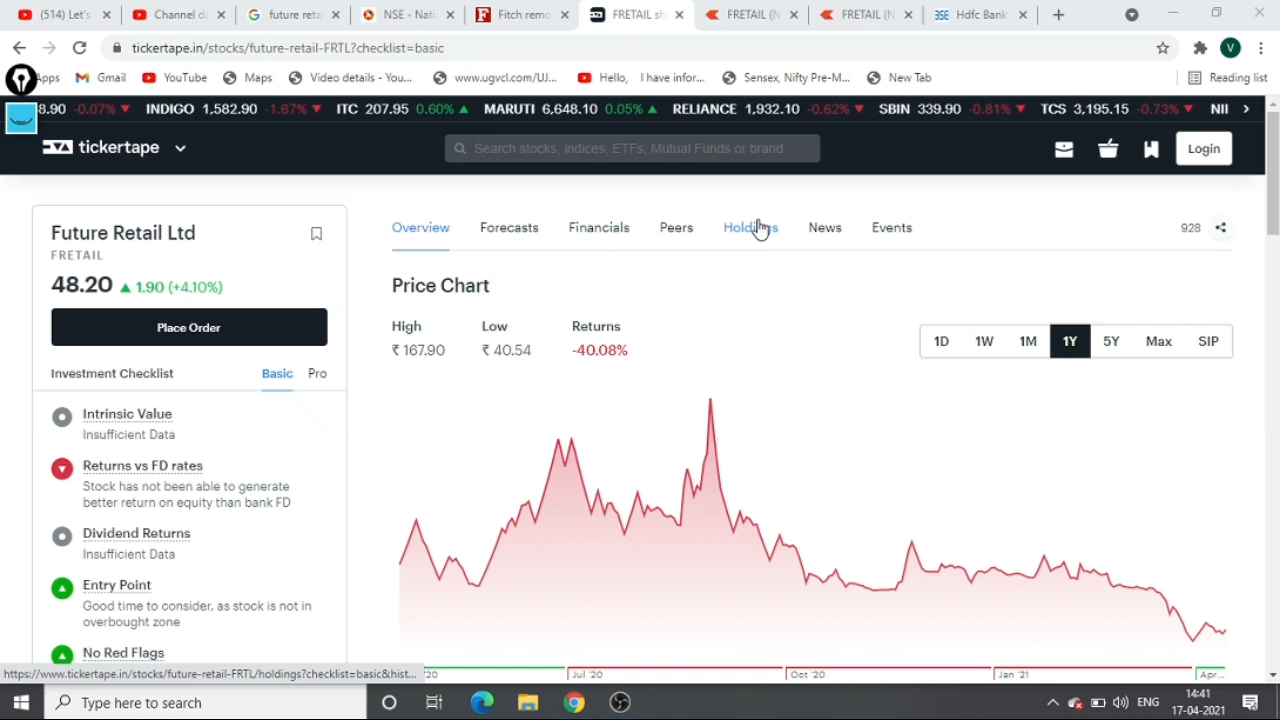 (514) Let's
Channel da
future reta
NSE - Natio
Fitch remo
FRETAIL sh
FRETAIL (N
FRETAIL (N
Hdfc Bank
tickertape.in/stocks/future-retail-FRTL?checklist=basic
V
Apps
Gmail
YouTube
Maps
Video details - You...
www.ugvcl.com/UJ...
Hello, I have infor...
Sensex, Nifty Pre-M...
New Tab
Reading list
8.90 -0.07% INDIGO 1,582.90 -1.67% ITC 207.95 0.60% MARUTI 6,648.10 0.05% RELIANCE 1,932.10 -0.62% SBIN 339.90 -0.81% TCS 3,195.15 -0.73%
tickertape
Search stocks, indices, ETFs, Mutual Funds or brand
Login
Future Retail Ltd
FRETAIL
48.20 1.90 (+4.10%)
Place Order
Investment Checklist
Basic
Pro
Intrinsic Value
Insufficient Data
Returns vs FD rates
Stock has not been able to generate
better return on equity than bank FD
Dividend Returns
Insufficient Data
Entry Point
Good time to consider, as stock is not in
overbought zone
No Red Flags
Overview
Forecasts
Financials
Peers
Holdings
News
Events
928
Price Chart
High
Low
Returns
₹ 167.90
₹ 40.54
-40.08%
1D
1W
1M
1Y
5Y
Max
SIP
'20
Jul '20
Oct '20
Jan '21
Apr...
https://www.tickertape.in/stocks/future-retail-FRTL/holdings?checklist=basic&hist...
Type here to search
ENG
14:41
17-04-2021